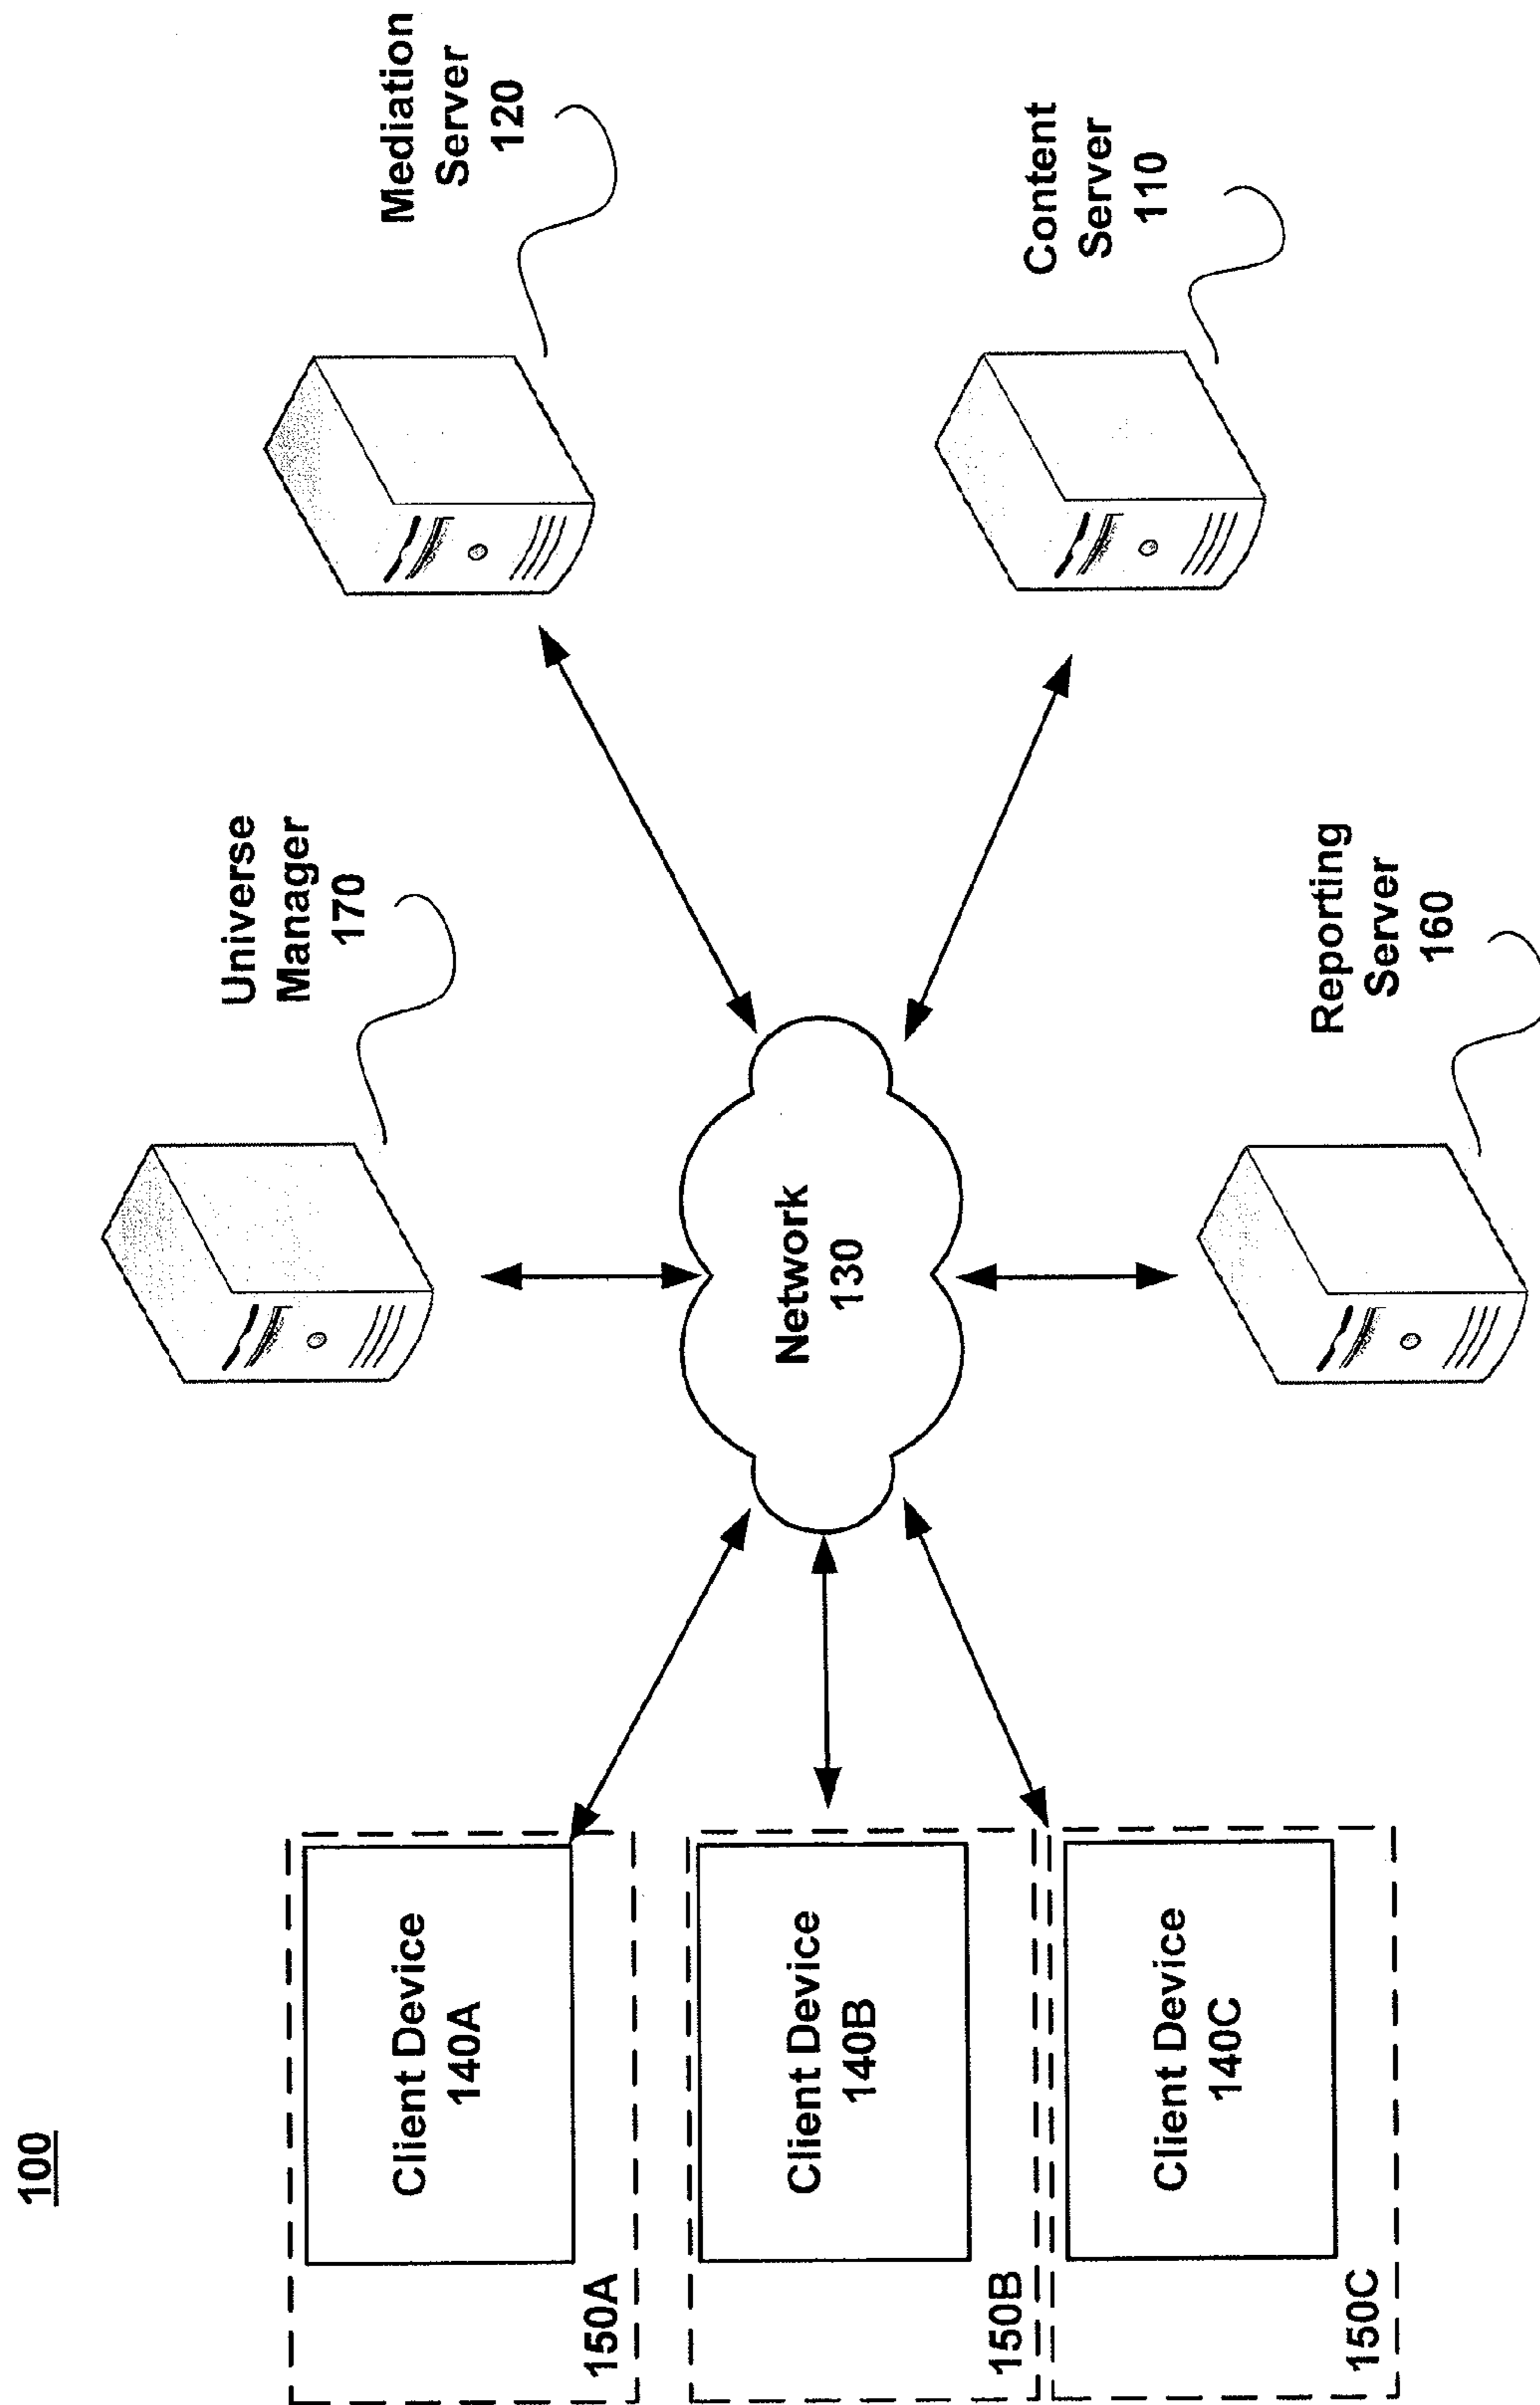 100
Client Device
140A
150A
Client Device
140B
150B
Client Device
140C
150C
Universe
Manager
170
Network
130
Reporting
Server
160
Mediation
Server
120
Content
Server
110